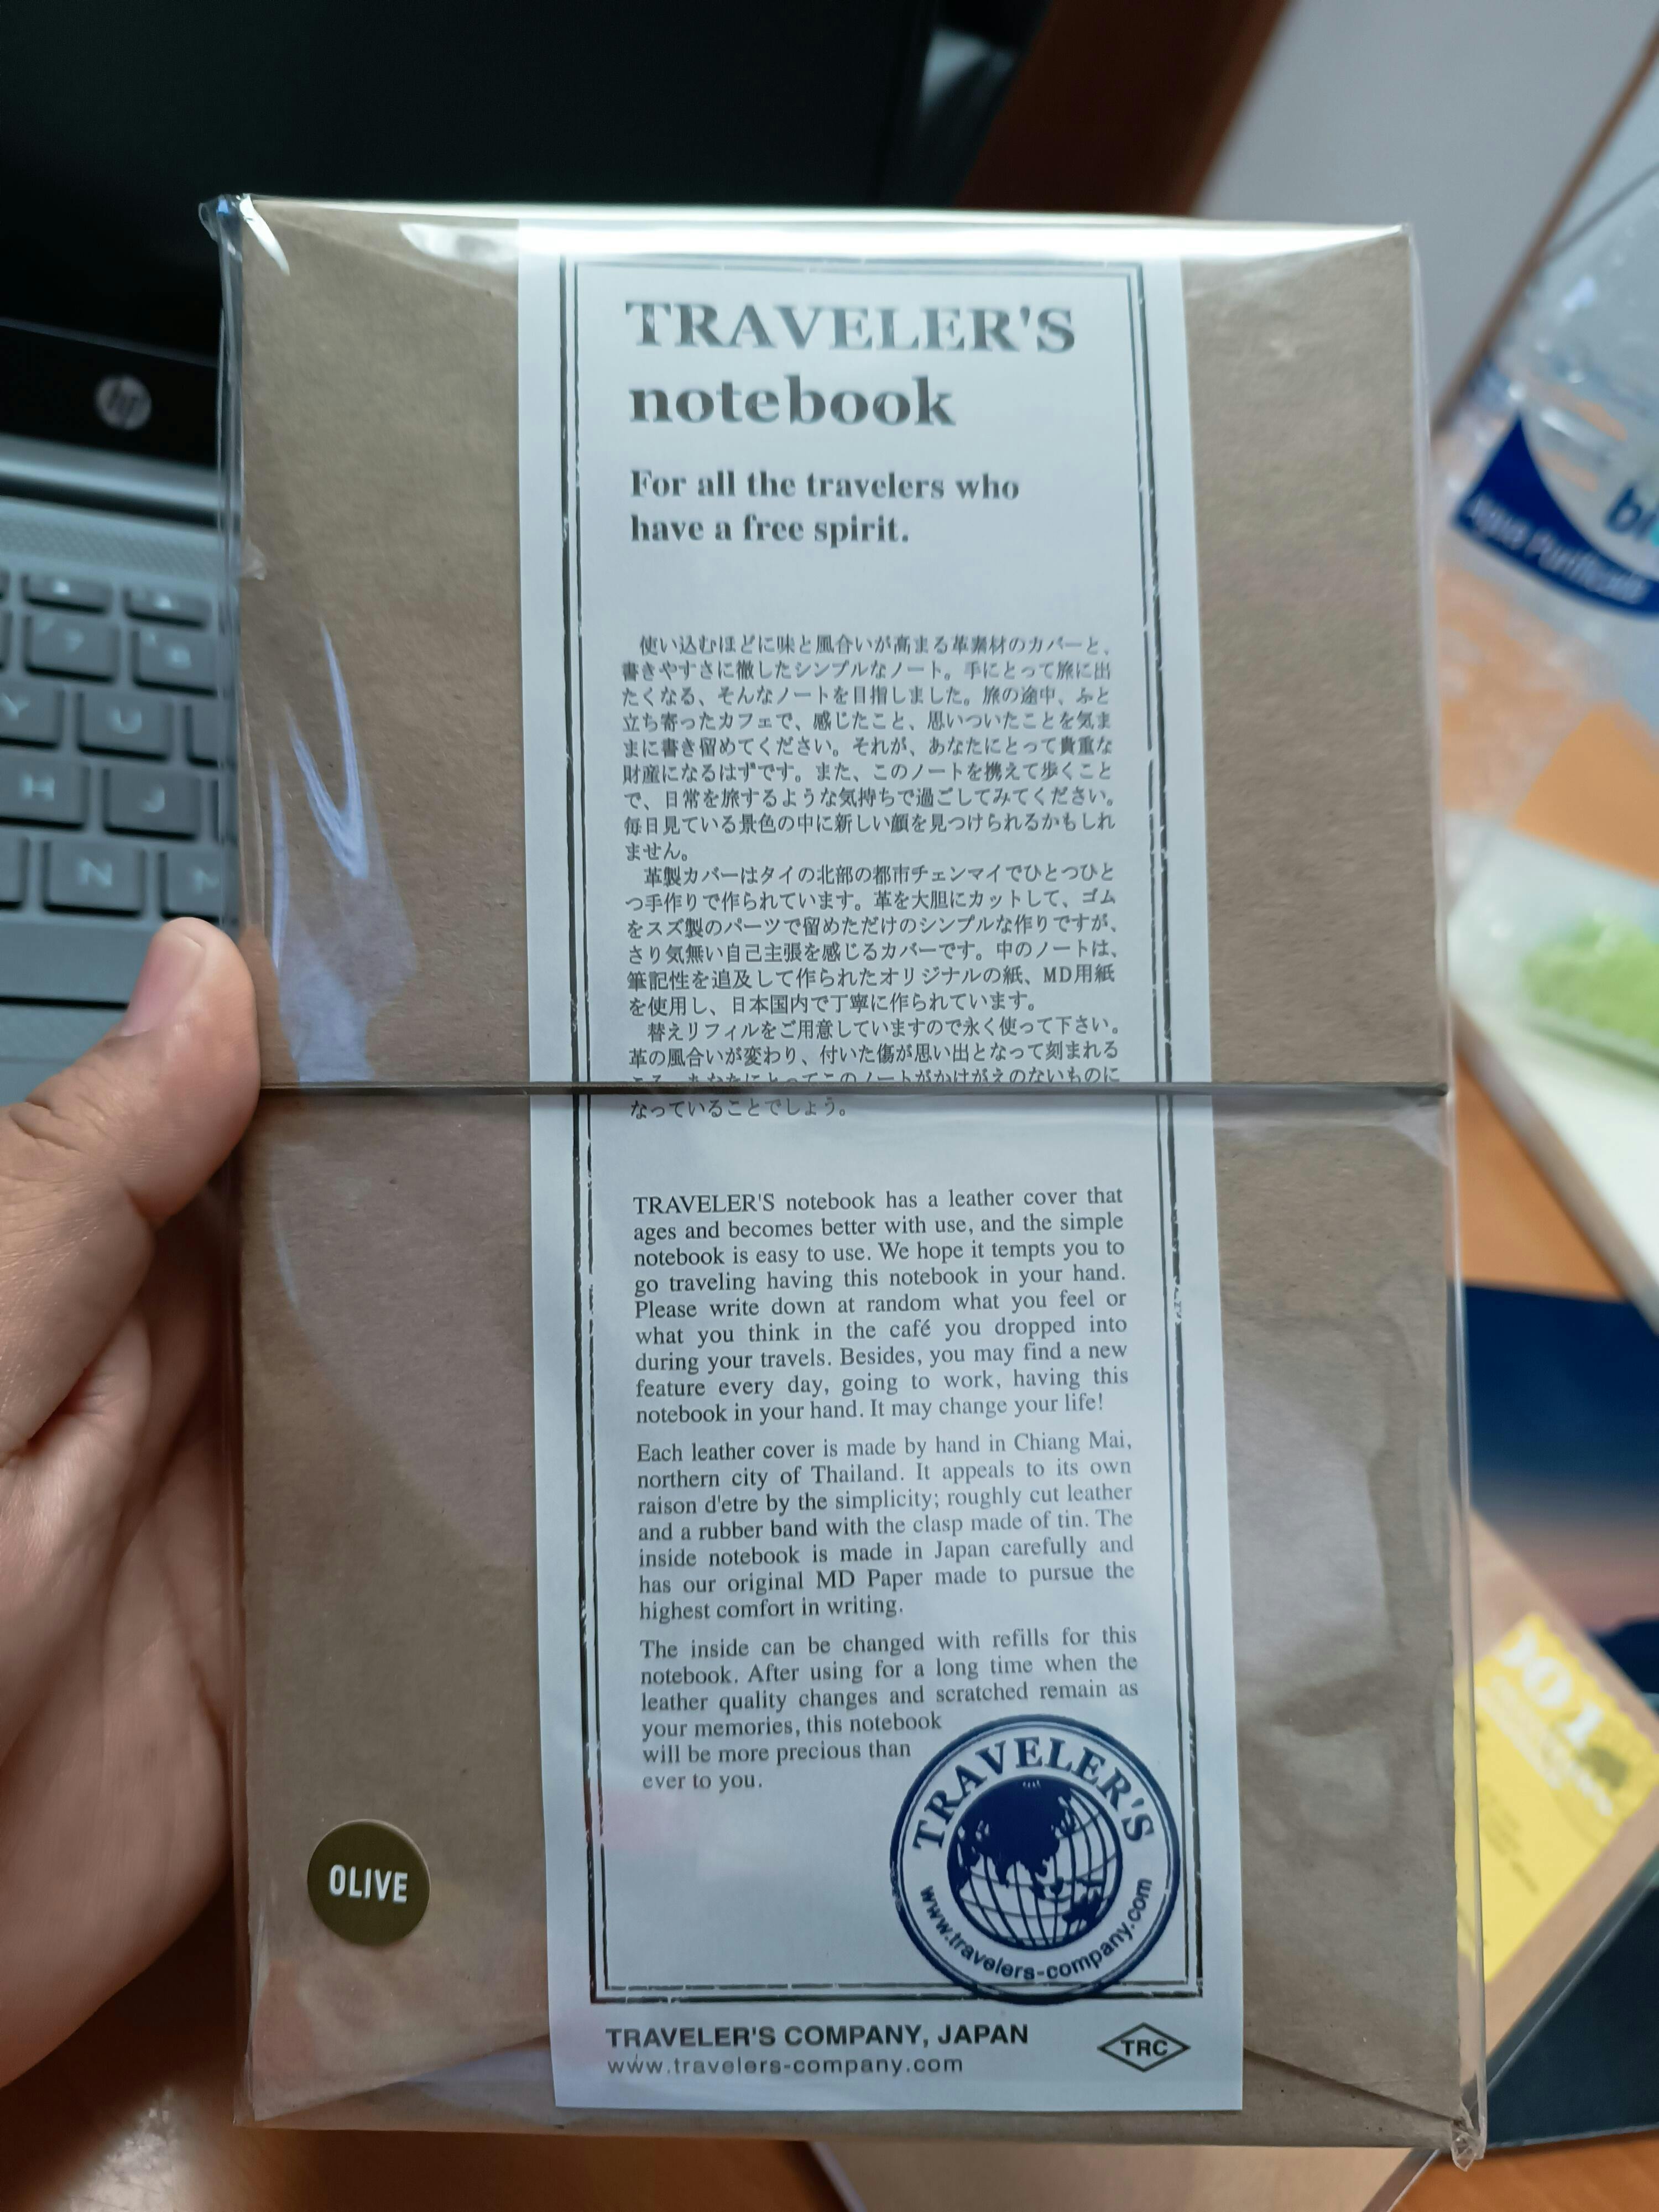 hp
TRAVELER'S
notebook
For all the travelers who
have a free spirit.
使い込むほどに味と風合いが高まる革素材のカバーと、
書きやすさに徹したシンプルなノート。手にとって旅に出
たくなる、そんなノートを目指しました。旅の途中、ふと
立ち寄ったカフェで、感じたこと、思いついたことを気ま
まに書き留めてください。それが、あなたにとって貴重な
財産になるはずです。また、このノートを携えて歩くこと
で、日常を旅するような気持ちで過ごしてみてください。
毎日見ている景色の中に新しい顔を見つけられるかもしれ
ません。
革製カバーはタイの北部の都市チェンマイでひとつひと
つ手作りで作られています。革を大胆にカットして、ゴム
をスズ製のパーツで留めただけのシンプルな作りですが、
さり気無い自己主張を感じるカバーです。中のノートは、
筆記性を追及して作られたオリジナルの紙、MD用紙
を使用し、日本国内で丁寧に作られています。
替えリフィルをご用意していますので永く使って下さい。
革の風合いが変わり、付いた傷が思い出となって刻まれる
ころ、あなたにとってこのノートがかけがえのないものに
なっていることでしょう。
TRAVELER'S notebook has a leather cover that
ages and becomes better with use, and the simple
notebook is easy to use. We hope it tempts you to
go traveling having this notebook in your hand.
Please write down at random what you feel or
what you think in the café you dropped into
during your travels. Besides, you may find a new
feature every day, going to work, having this
notebook in your hand. It may change your life!
Each leather cover is made by hand in Chiang Mai,
northern city of Thailand. It appeals to its own
raison d'etre by the simplicity; roughly cut leather
and a rubber band with the clasp made of tin. The
inside notebook is made in Japan carefully and
has our original MD Paper made to pursue the
highest comfort in writing.
The inside can be changed with refills for this
notebook. After using for a long time when the
leather quality changes and scratched remain as
your memories, this notebook
will be more precious than
ever to you.
TRAVELER'S
www.travelers-company.com
OLIVE
TRAVELER'S COMPANY, JAPAN
www.travelers-company.com
TRC
7
8
Y U
H J
N
001